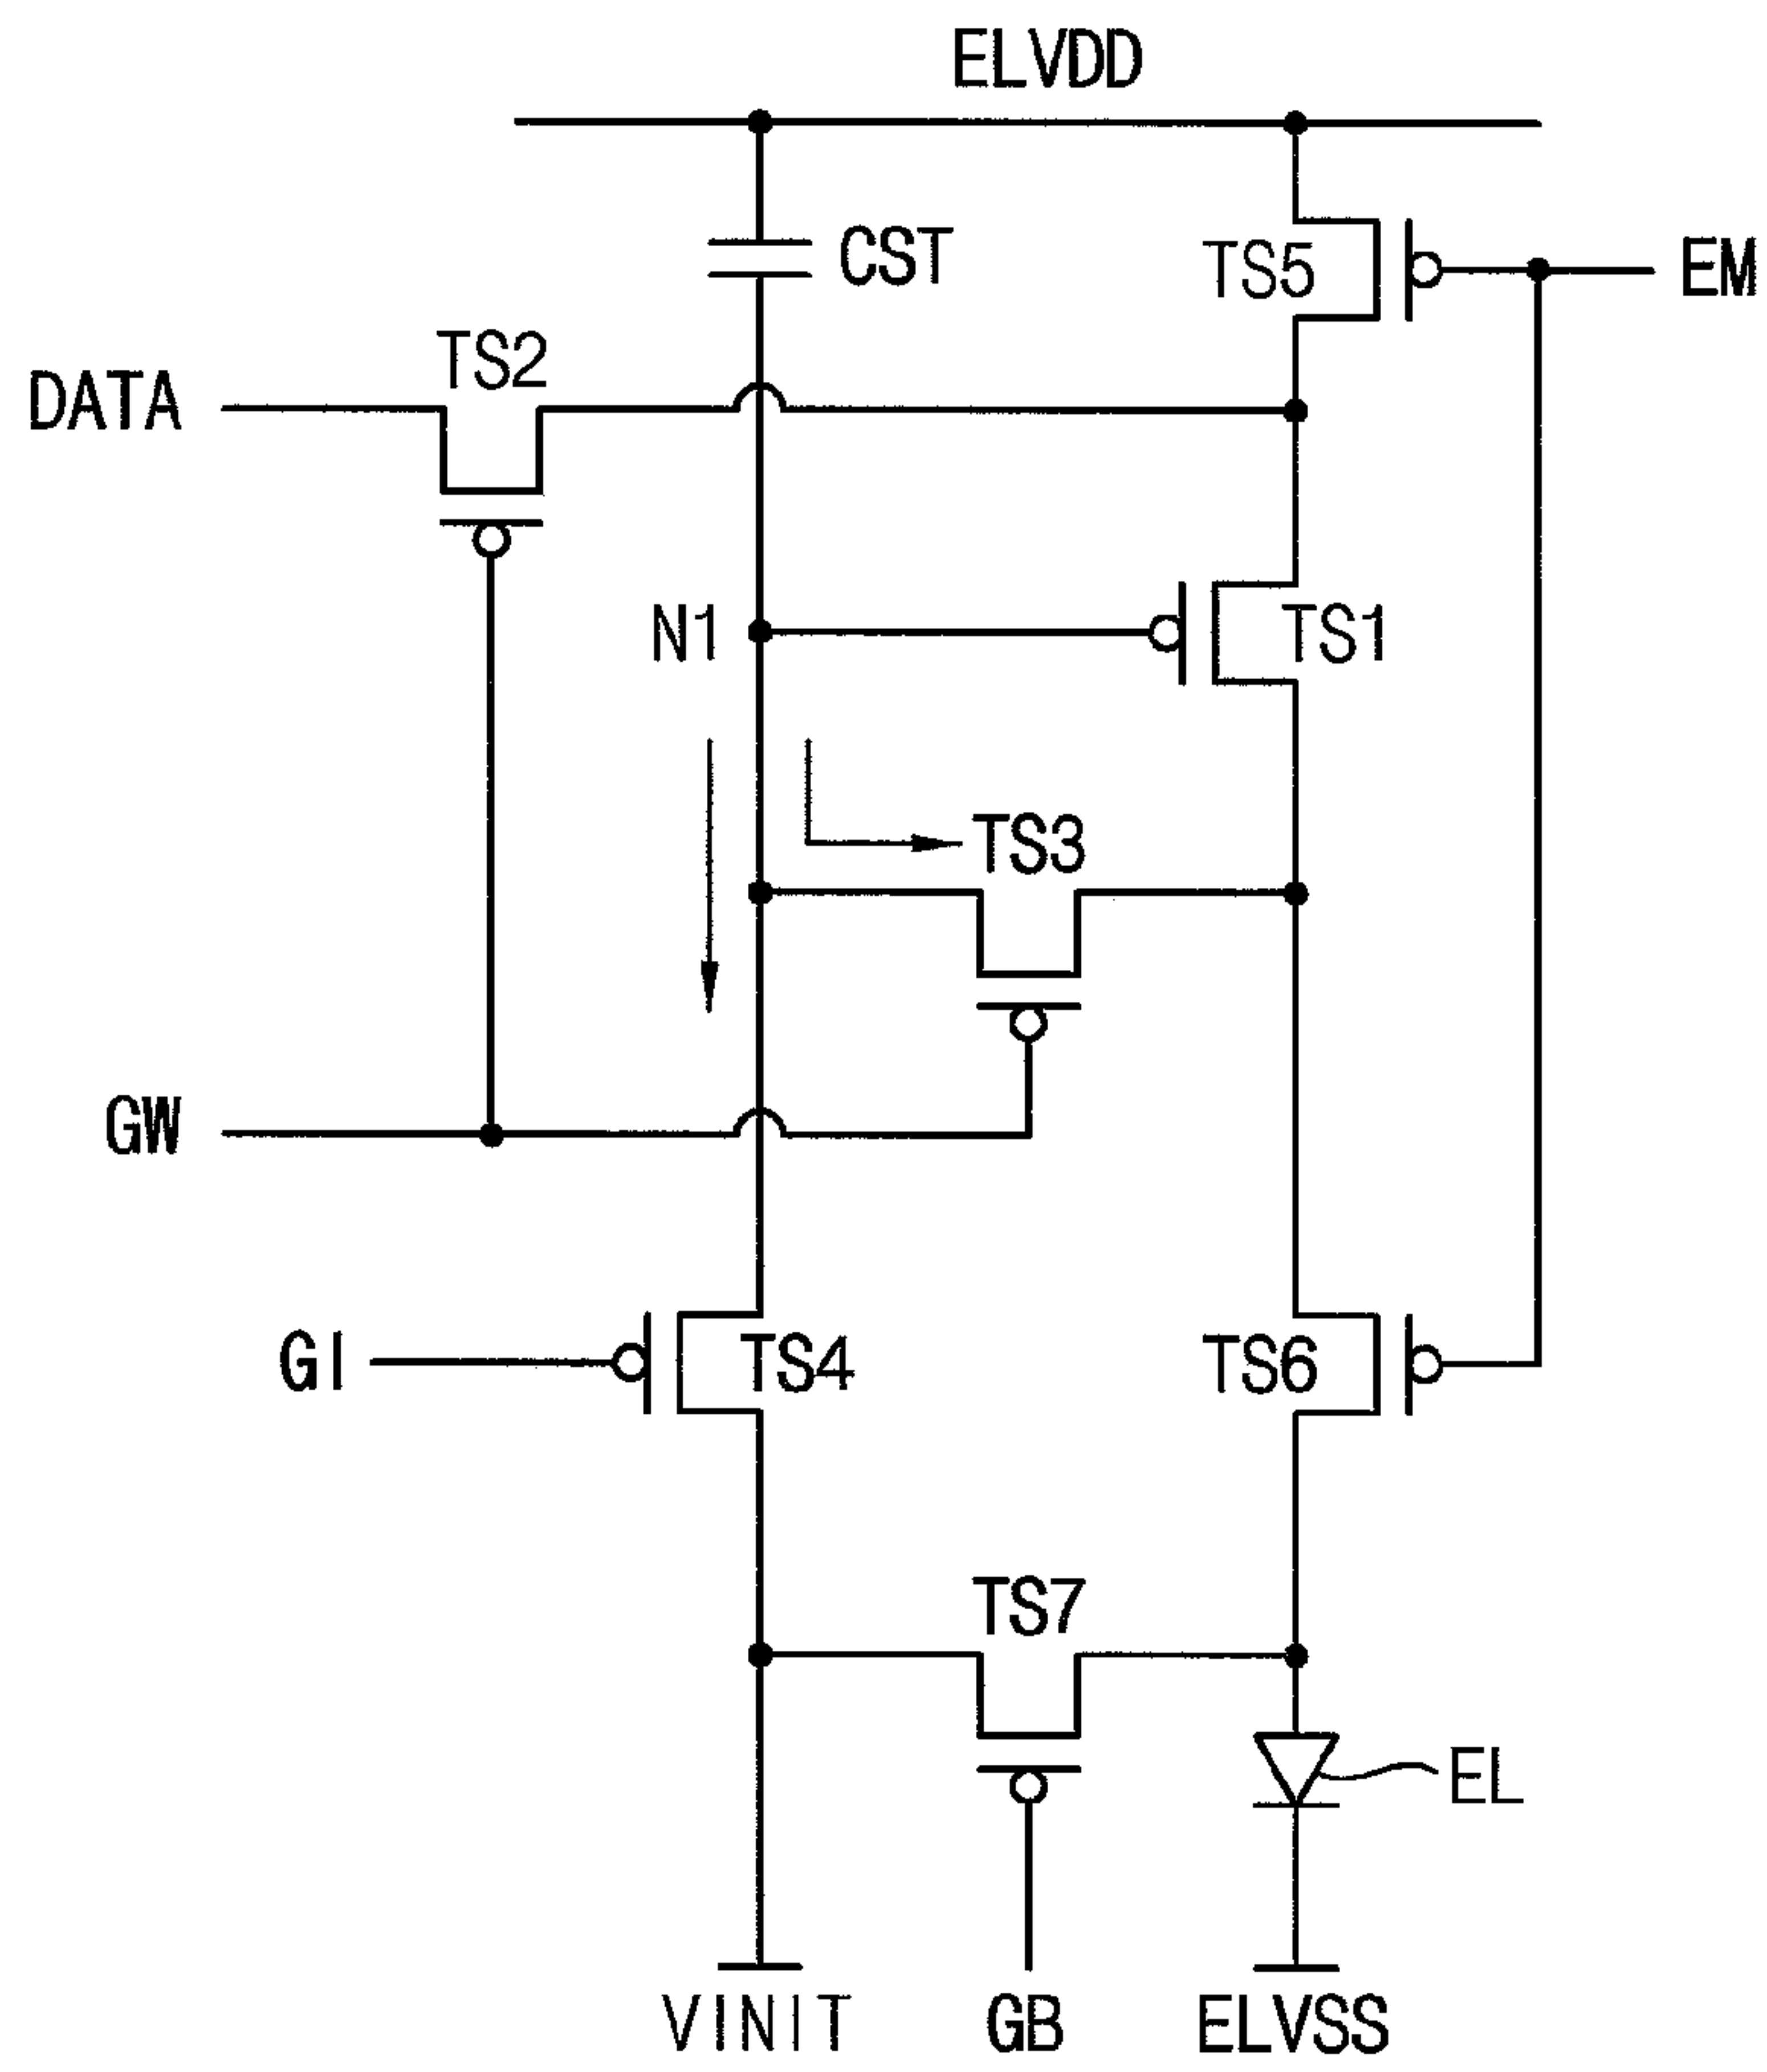 ELVDD
CST
TS5
EM
TS2
DATA
N1
TS1
TS3
GW
GI
TS4
TS6
TS7
EL
VINIT
GB
ELVSS